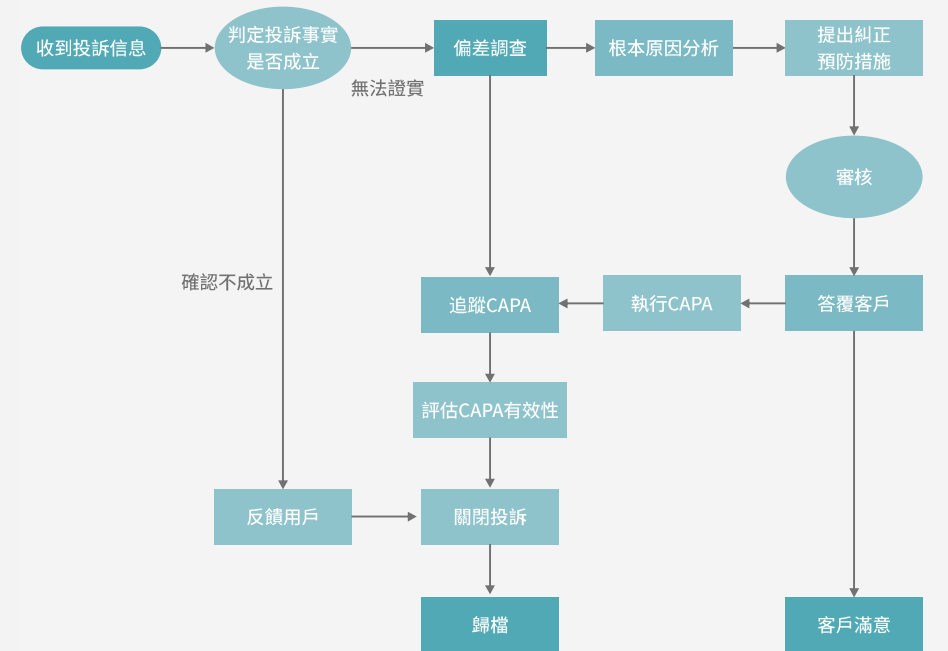 收到投訴信息
判定投訴事實
是否成立
偏差調查
根本原因分析
提出糾正
預防措施
無法證實
審核
確認不成立
追蹤CAPA
執行CAPA
答覆客戶
評估CAPA有效性
反饋用戶
關閉投訴
歸檔
客戶滿意